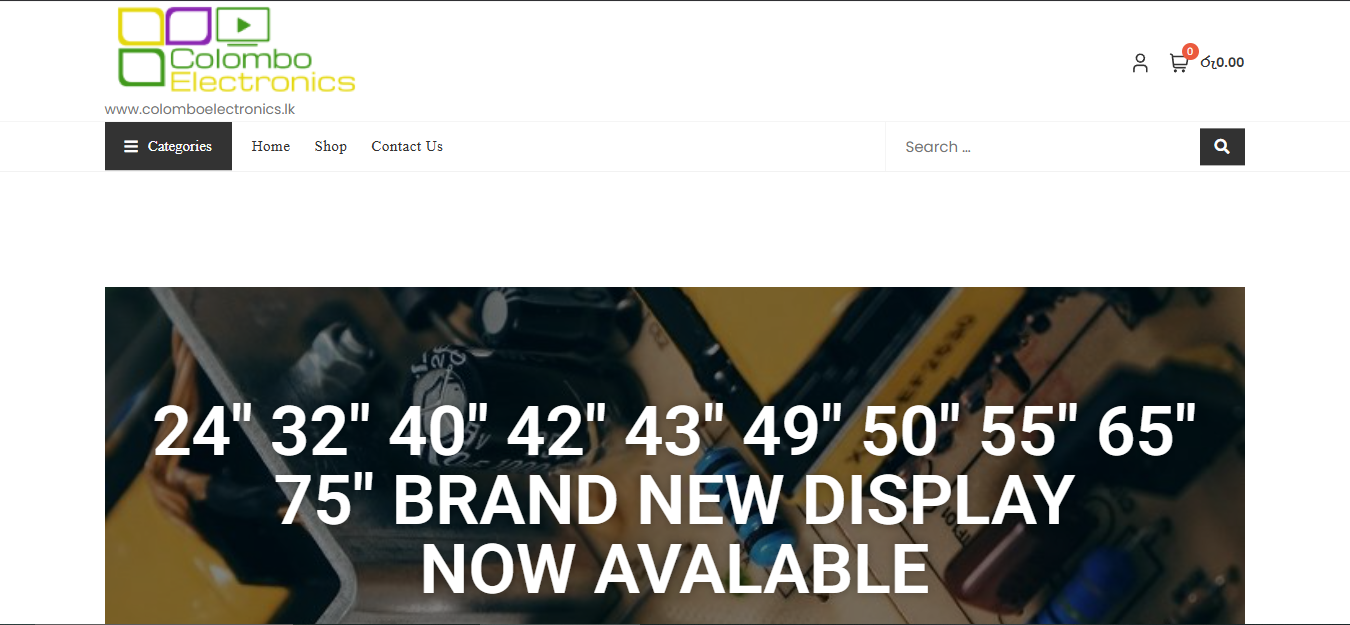 Colombo
Electronics
www.colomboelectronics.lk
0
රු0.00
Categories
Home
Shop
Contact Us
Search ...
24" 32" 40" 42" 43" 49" 50" 55" 65"
75" BRAND NEW DISPLAY
NOW AVALABLE